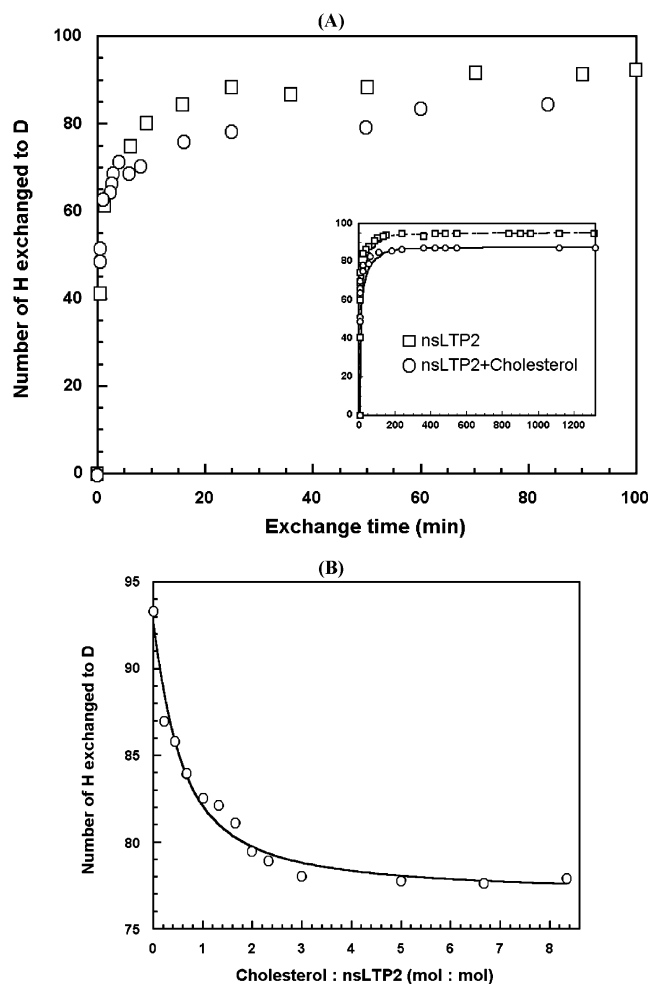 (A)
100
80
60
40
20
0
Number of H exchanged to D
100
80
60
40
20
0
0 200 400 600 800 1000 1200
nsLTP2
nsLTP2+Cholesterol
0 20 40 60 80 100
Exchange time (min)
(B)
95
90
85
80
75
Number of H exchanged to D
0 1 2 3 4 5 6 7 8
Cholesterol : nsLTP2 (mol : mol)